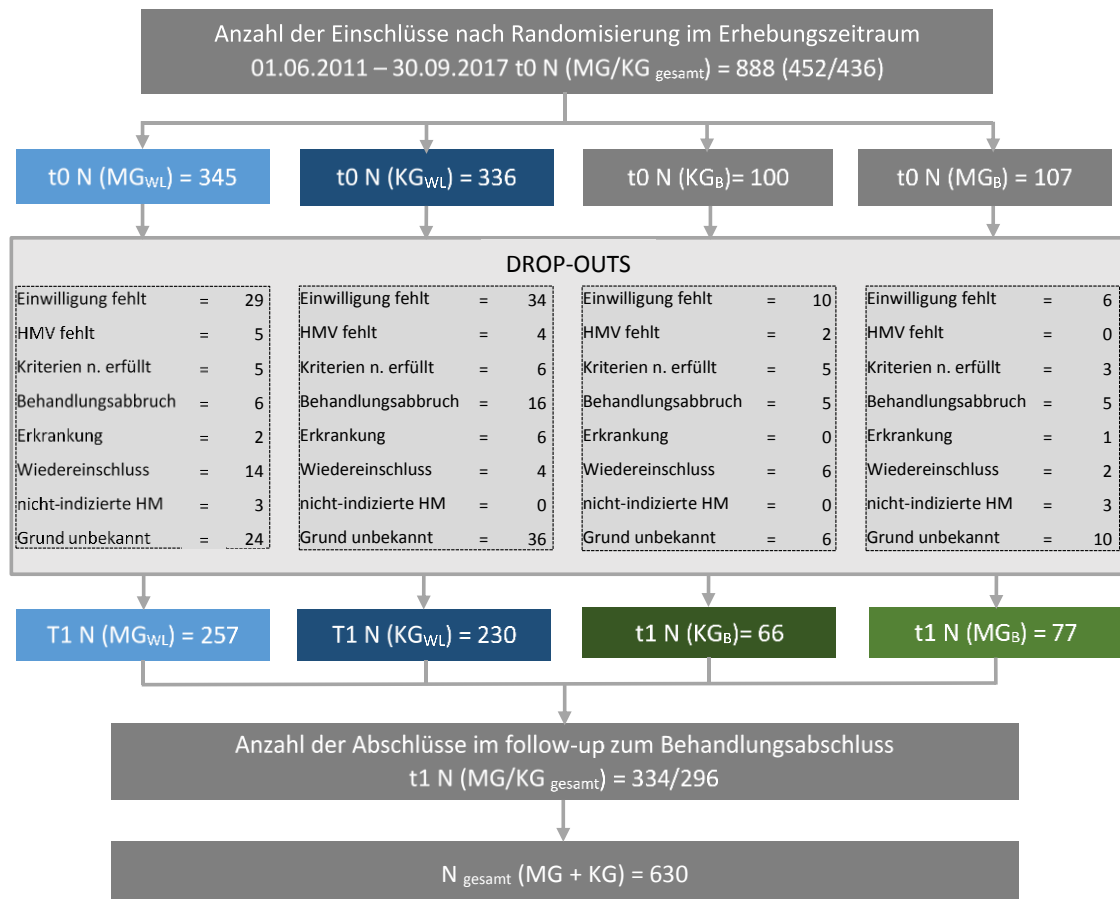 Anzahl der Einschlüsse nach Randomisierung im Erhebungszeitraum
01.06.2011 – 30.09.2017 t0 N (MG/KG gesamt) = 888 (452/436)
t0 N (MGWL) = 345
t0 N (KGWL) = 336
t0 N (KGB)= 100
t0 N (MGB) = 107
DROP-OUTS
Einwilligung fehlt = 29
HMV fehlt = 5
Kriterien n. erfüllt = 5
Behandlungsabbruch = 6
Erkrankung = 2
Wiedereinschluss = 14
nicht-indizierte HM = 3
Grund unbekannt = 24
Einwilligung fehlt = 34
HMV fehlt = 4
Kriterien n. erfüllt = 6
Behandlungsabbruch = 16
Erkrankung = 6
Wiedereinschluss = 4
nicht-indizierte HM = 0
Grund unbekannt = 36
Einwilligung fehlt = 10
HMV fehlt = 2
Kriterien n. erfüllt = 5
Behandlungsabbruch = 5
Erkrankung = 0
Wiedereinschluss = 6
nicht-indizierte HM = 0
Grund unbekannt = 6
Einwilligung fehlt = 6
HMV fehlt = 0
Kriterien n. erfüllt = 3
Behandlungsabbruch = 5
Erkrankung = 1
Wiedereinschluss = 2
nicht-indizierte HM = 3
Grund unbekannt = 10
T1 N (MGWL) = 257
T1 N (KGWL) = 230
t1 N (KGB)= 66
t1 N (MGB) = 77
Anzahl der Abschlüsse im follow-up zum Behandlungsabschluss
t1 N (MG/KG gesamt) = 334/296
N gesamt (MG + KG) = 630